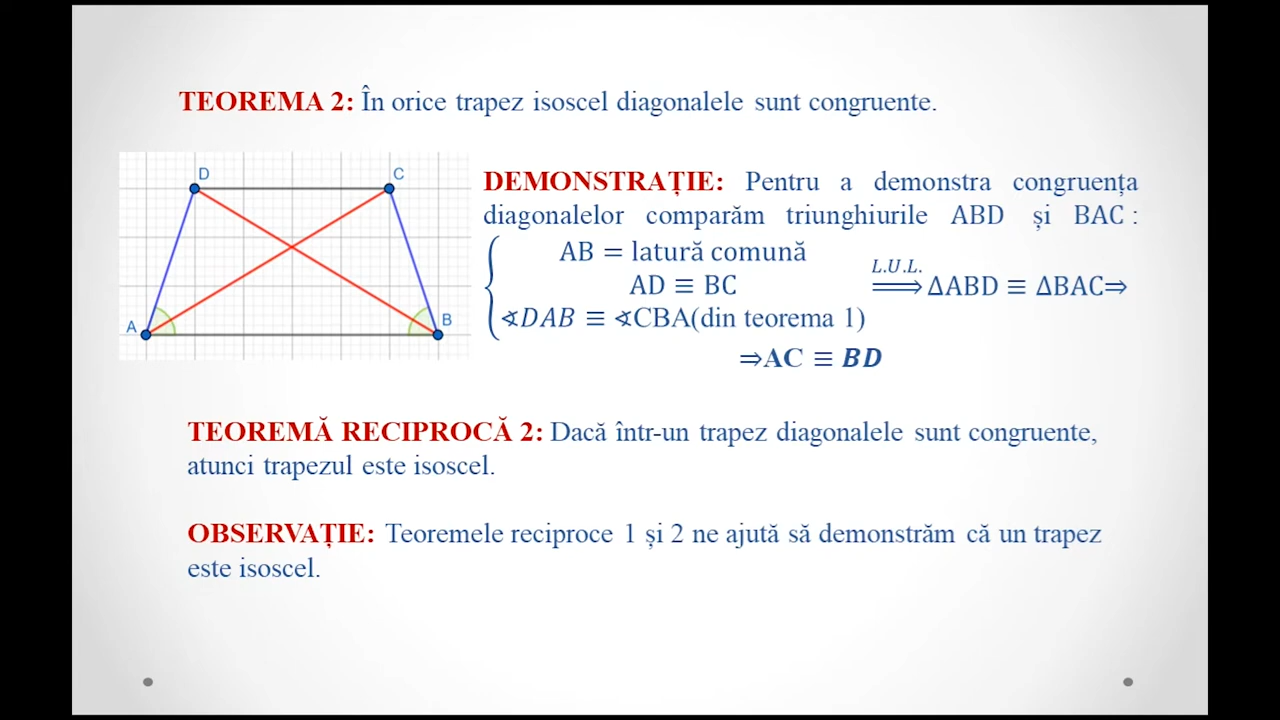 TEOREMA 2: În orice trapez isoscel diagonalele sunt congruente.
D
C
A
B
DEMONSTRAȚIE: Pentru a demonstra congruența
diagonalelor comparăm triunghiurile ABD și BAC :
AB = latură comună
AD ≡ BC
∢DAB ≡ ∢CBA(din teorema 1)
L.U.L.
⟹ ΔABD ≡ ΔBAC⇒
⇒AC ≡ BD
TEOREMĂ RECIPROCĂ 2: Dacă într-un trapez diagonalele sunt congruente,
atunci trapezul este isoscel.
OBSERVAȚIE: Teoremele reciproce 1 și 2 ne ajută să demonstrăm că un trapez
este isoscel.